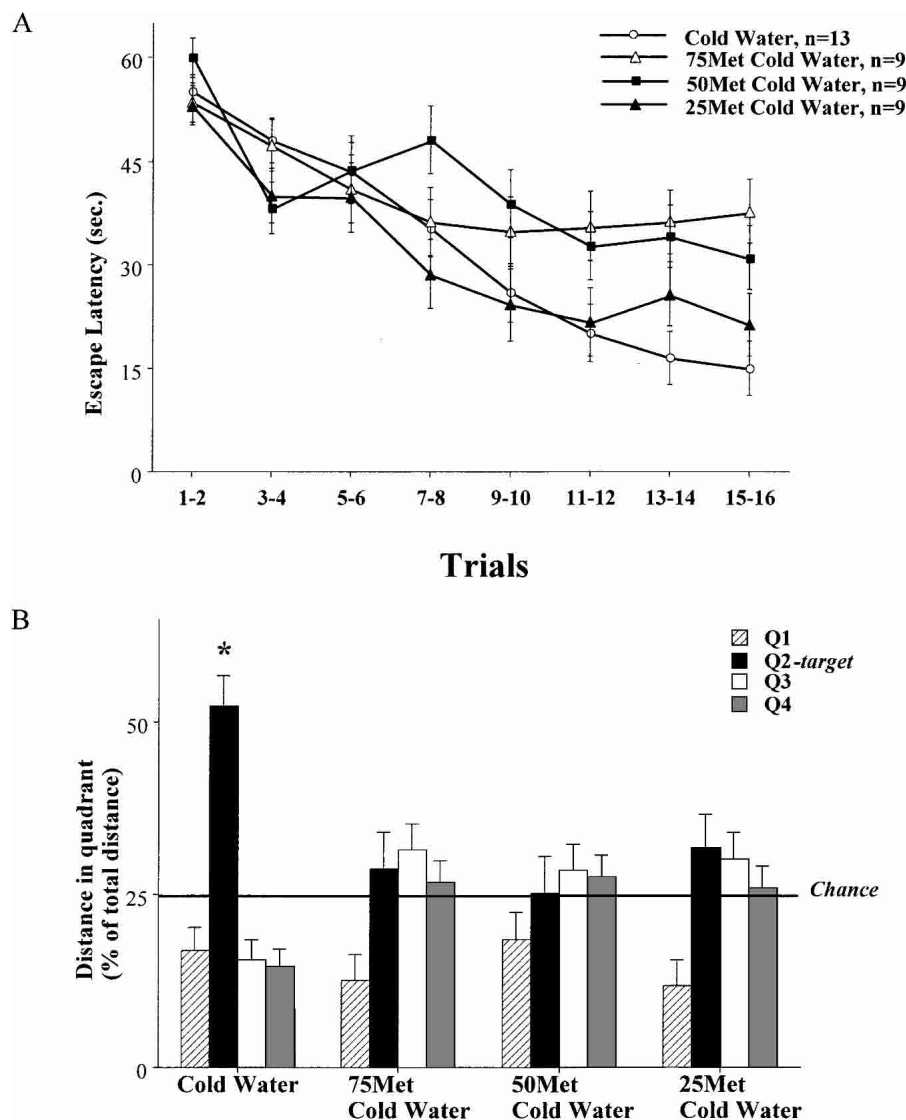 A
Cold Water, n=13
75Met Cold Water, n=9
50Met Cold Water, n=9
25Met Cold Water, n=9
Escape Latency (sec.)
60
45
30
15
0
1-2 3-4 5-6 7-8 9-10 11-12 13-14 15-16
Trials
B
Q1
Q2-target
Q3
Q4
*
Distance in quadrant
(% of total distance)
50
25
0
Chance
Cold Water 75Met 50Met 25Met
Cold Water Cold Water Cold Water